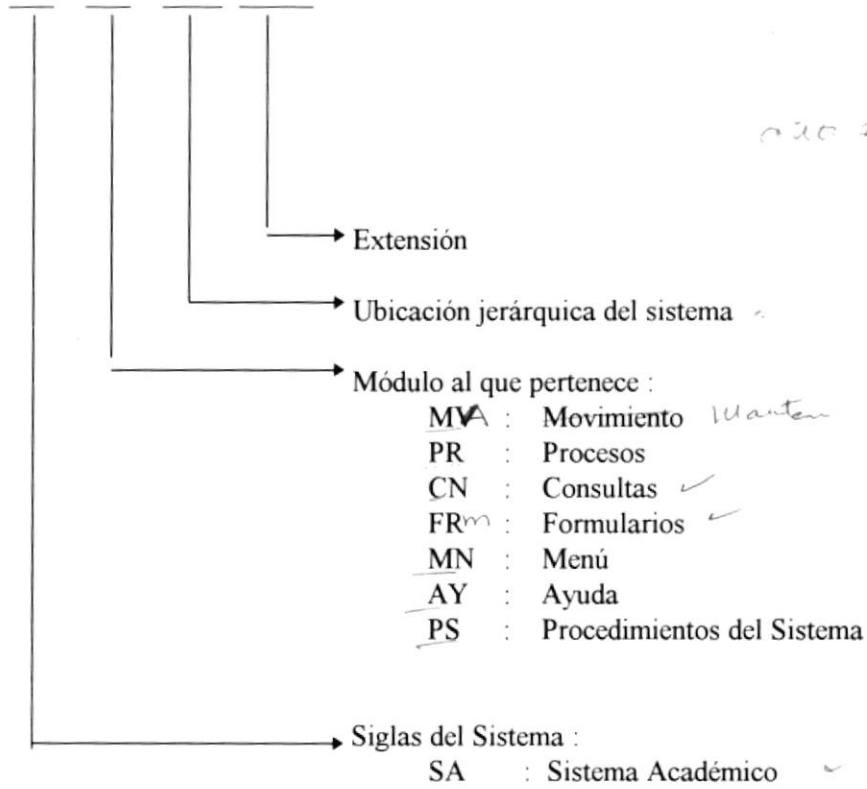 Extensión
Ubicación jerárquica del sistema
Módulo al que pertenece :
MVA : Movimiento Manten
PR : Procesos
CN : Consultas
FRm : Formularios
MN : Menú
AY : Ayuda
PS : Procedimientos del Sistema
Siglas del Sistema :
SA : Sistema Académico